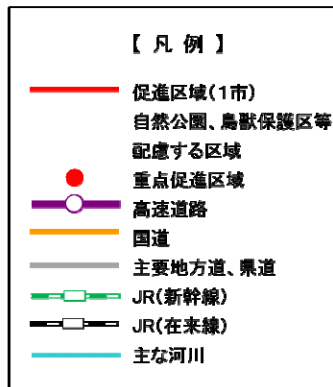 【 凡 例 】
促進区域(1市)
自然公園、鳥獣保護区等
配慮する区域
重点促進区域
高速道路
国道
主要地方道、県道
JR(新幹線)
JR(在来線)
主な河川